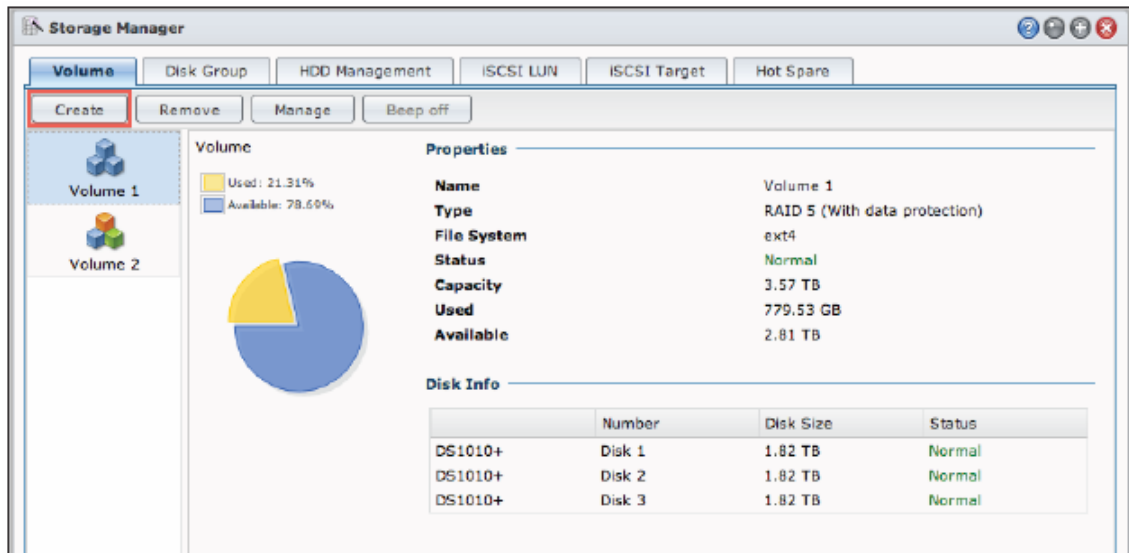 Storage Manager
Volume Disk Group HDD Management iSCSI LUN iSCSI Target Hot Spare
Create Remove Manage Beep off
Volume 1
Volume 2
Volume
Used: 21.31%
Available: 78.69%
Properties
Name Volume 1
Type RAID 5 (With data protection)
File System ext4
Status Normal
Capacity 3.57 TB
Used 779.53 GB
Available 2.81 TB
Disk Info
Number Disk Size Status
DS1010+ Disk 1 1.82 TB Normal
DS1010+ Disk 2 1.82 TB Normal
DS1010+ Disk 3 1.82 TB Normal